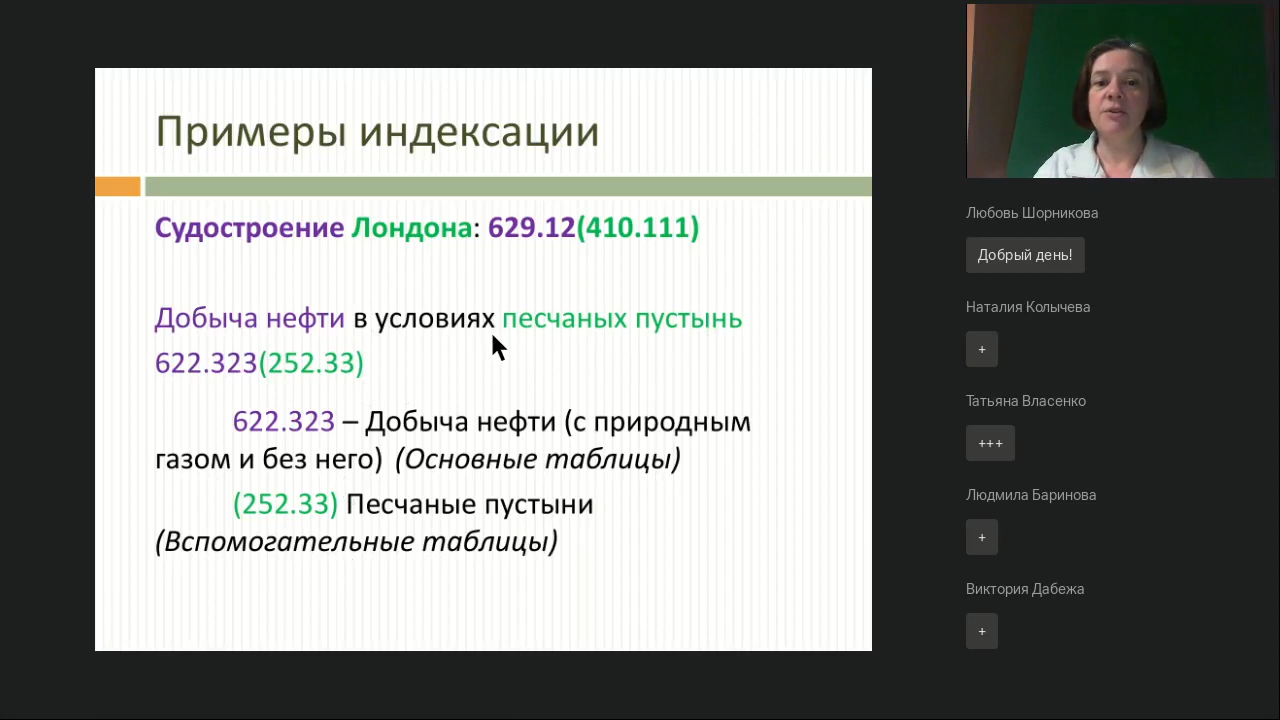 Примеры индексации
Судостроение Лондона: 629.12(410.111)
Добыча нефти в условиях песчаных пустынь
622.323(252.33)
622.323 – Добыча нефти (с природным
газом и без него) (Основные таблицы)
(252.33) Песчаные пустыни
(Вспомогательные таблицы)
Любовь Шорникова
Добрый день!
Наталия Колычева
+
Татьяна Власенко
+++
Людмила Баринова
+
Виктория Дабежа
+